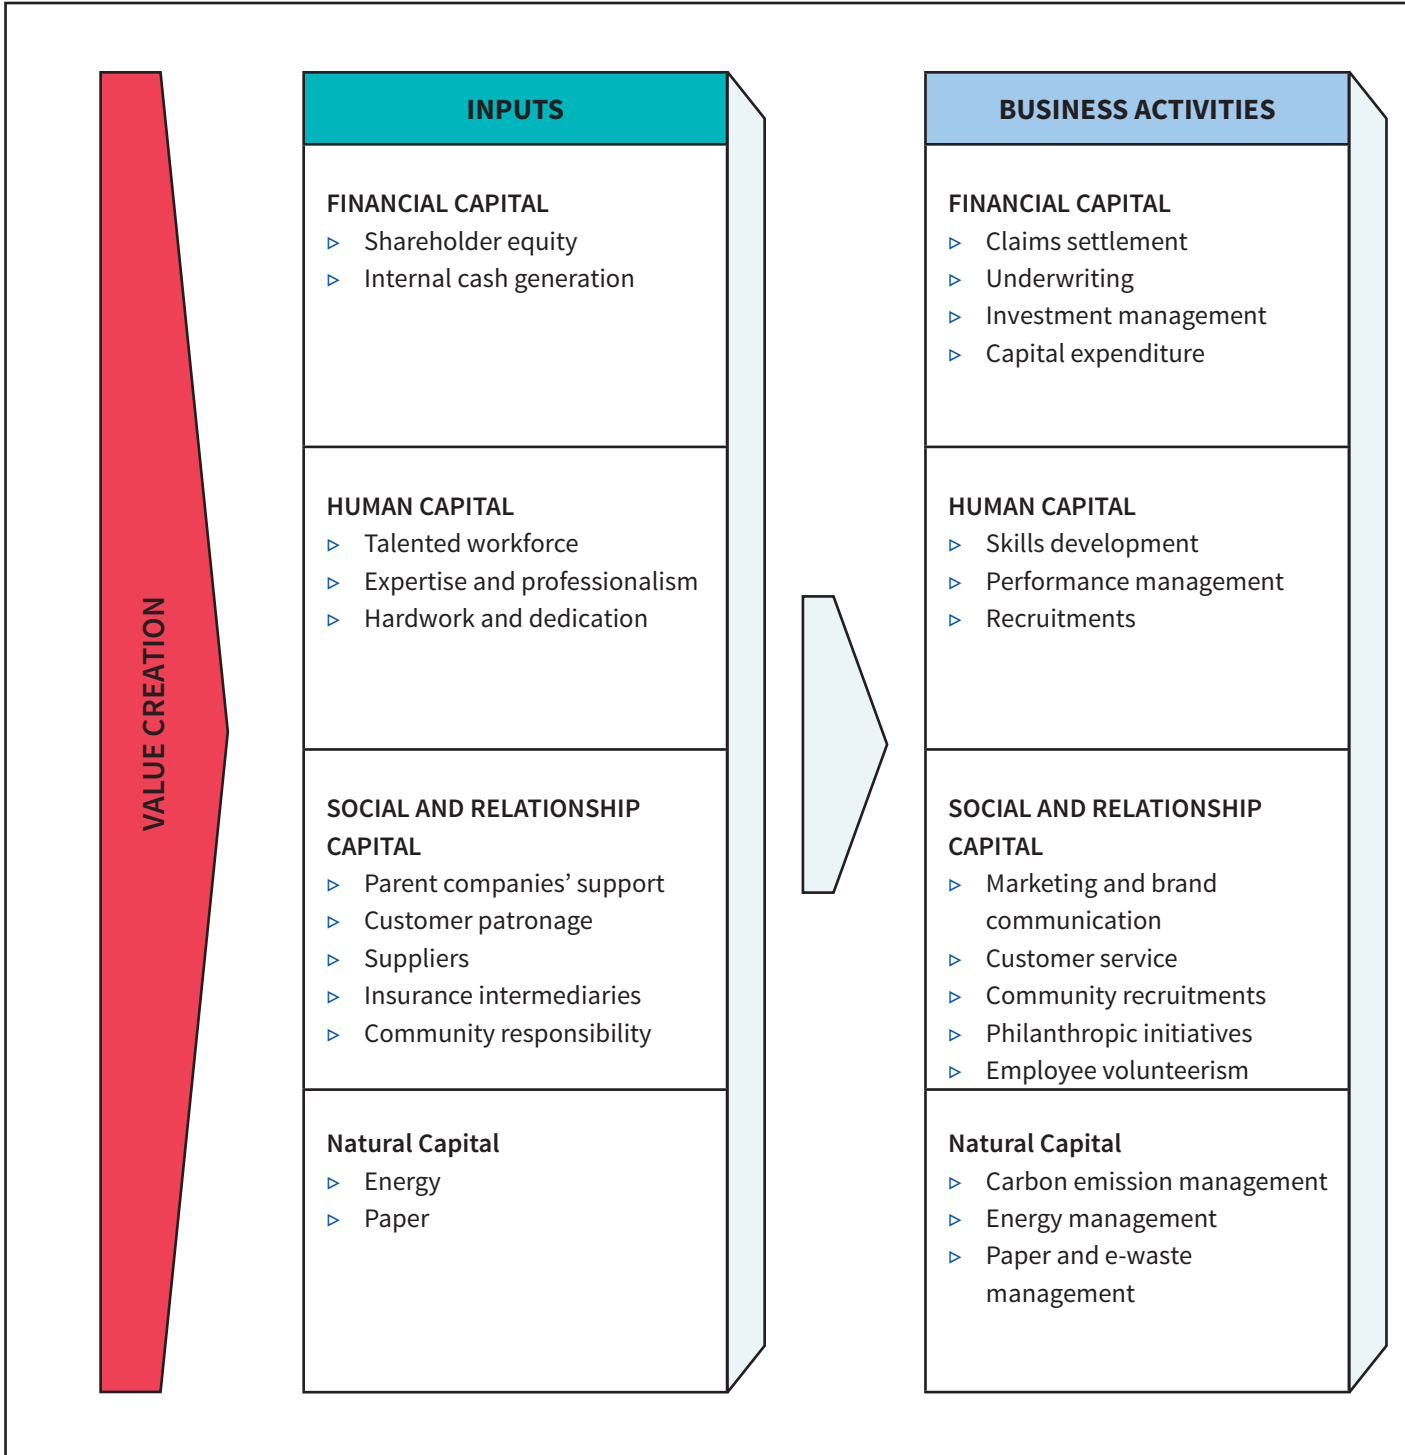 VALUE CREATION
INPUTS
FINANCIAL CAPITAL
Shareholder equity
Internal cash generation
HUMAN CAPITAL
Talented workforce
Expertise and professionalism
Hardwork and dedication
SOCIAL AND RELATIONSHIP
CAPITAL
Parent companies’ support
Customer patronage
Suppliers
Insurance intermediaries
Community responsibility
Natural Capital
Energy
Paper
BUSINESS ACTIVITIES
FINANCIAL CAPITAL
Claims settlement
Underwriting
Investment management
Capital expenditure
HUMAN CAPITAL
Skills development
Performance management
Recruitments
SOCIAL AND RELATIONSHIP
CAPITAL
Marketing and brand
communication
Customer service
Community recruitments
Philanthropic initiatives
Employee volunteerism
Natural Capital
Carbon emission management
Energy management
Paper and e-waste
management